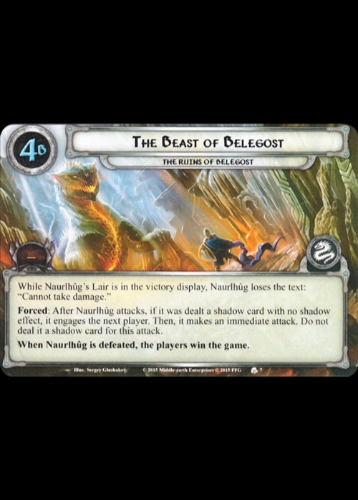 4B
THE BEAST OF BELEGOST
THE RUINS OF BELEGOST
While Naurlhûg's Lair is in the victory display, Naurlhûg loses the text:
"Cannot take damage."
Forced: After Naurlhûg attacks, if it was dealt a shadow card with no shadow
effect, it engages the next player. Then, it makes an immediate attack. Do not
deal it a shadow card for this attack.
When Naurlhûg is defeated, the players win the game.
Illus. Sergey Glushakov © 2015 Middle-earth Enterprises © 2015 FFG 7